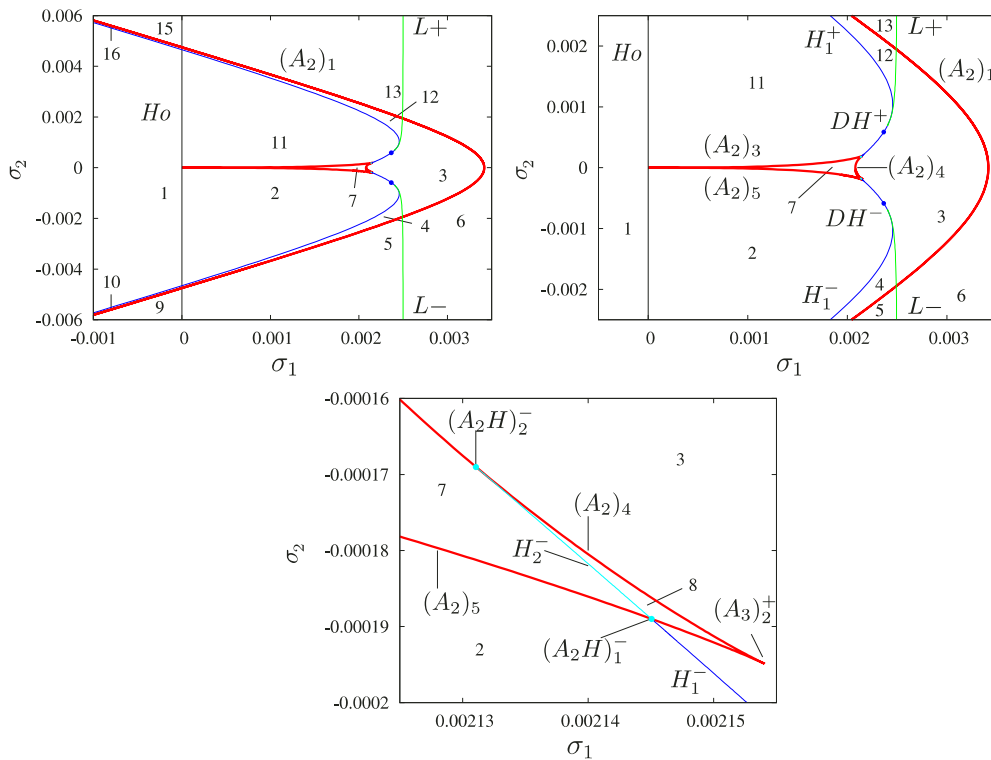 0.006
0.004
0.002
0
-0.002
-0.004
-0.006
σ2
-0.001
0
0.001
0.002
0.003
σ1
15
16
(A2)1
L+
13
12
Ho
11
1
2
7
3
6
4
5
10
9
L−
0.002
0.001
0
-0.001
-0.002
σ2
0
0.001
0.002
0.003
σ1
Ho
H1+
13
L+
12
(A2)1
11
DH+
(A2)3
(A2)4
(A2)5
7
DH−
3
1
2
4
6
H1−
5
L−
-0.00016
-0.00017
-0.00018
-0.00019
-0.0002
σ2
0.00213
0.00214
0.00215
σ1
(A2H)2−
3
7
(A2)4
H2−
8
(A2)5
(A3)2+
(A2H)1−
2
H1−